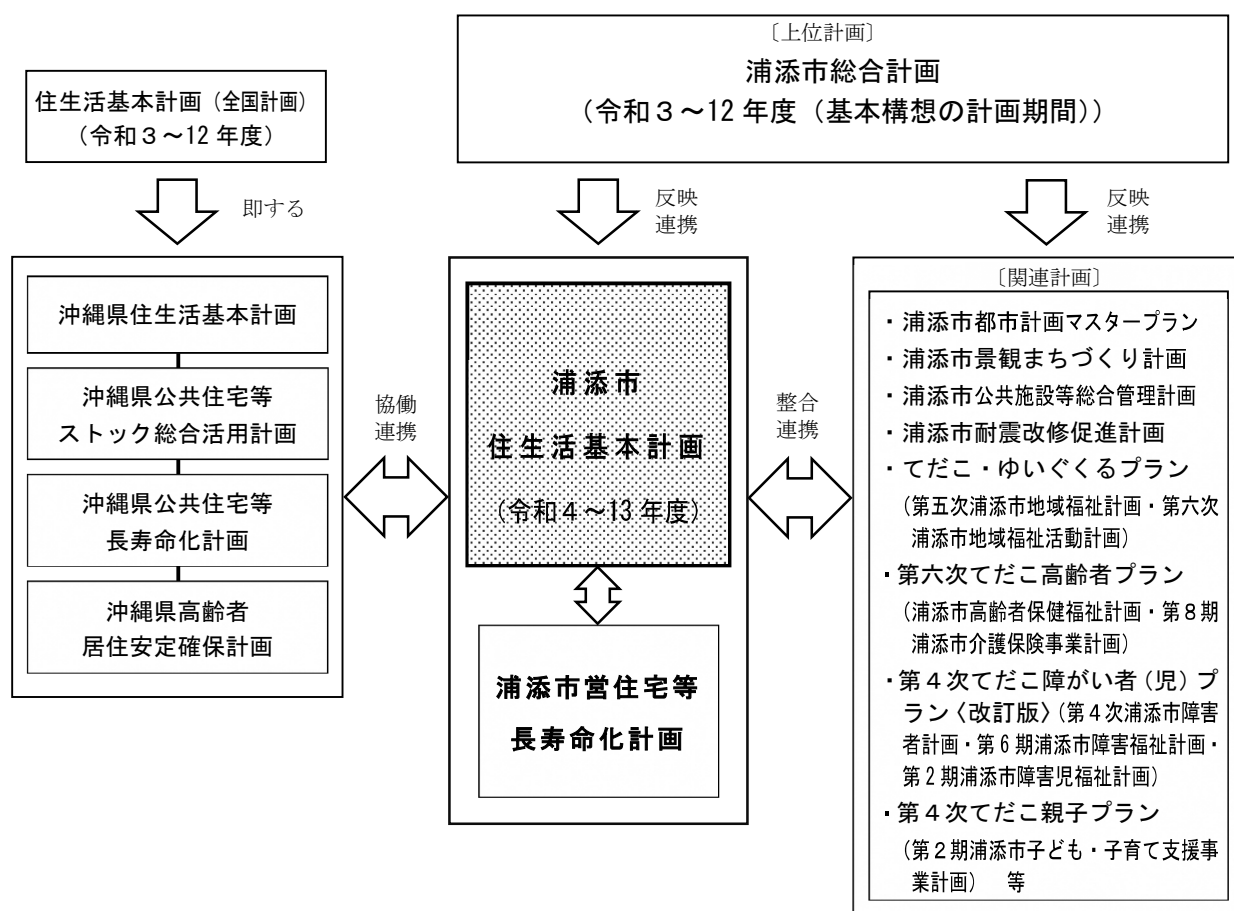 〔上位計画〕
浦添市総合計画
(令和3～12年度(基本構想の計画期間))
住生活基本計画(全国計画)
(令和3～12年度)
即する
反映
連携
反映
連携
沖縄県住生活基本計画
沖縄県公共住宅等
ストック総合活用計画
沖縄県公共住宅等
長寿命化計画
沖縄県高齢者
居住安定確保計画
協働
連携
浦添市
住生活基本計画
(令和4～13年度)
浦添市営住宅等
長寿命化計画
整合
連携
〔関連計画〕
・浦添市都市計画マスタープラン
・浦添市景観まちづくり計画
・浦添市公共施設等総合管理計画
・浦添市耐震改修促進計画
・てだこ・ゆいぐくるプラン
(第五次浦添市地域福祉計画・第六次
浦添市地域福祉活動計画)
・第六次てだこ高齢者プラン
(浦添市高齢者保健福祉計画・第8期
浦添市介護保険事業計画)
・第4次てだこ障がい者(児)プ
ラン〈改訂版〉(第4次浦添市障害
者計画・第6期浦添市障害福祉計画・
第2期浦添市障害児福祉計画)
・第4次てだこ親子プラン
(第2期浦添市子ども・子育て支援事
業計画) 等